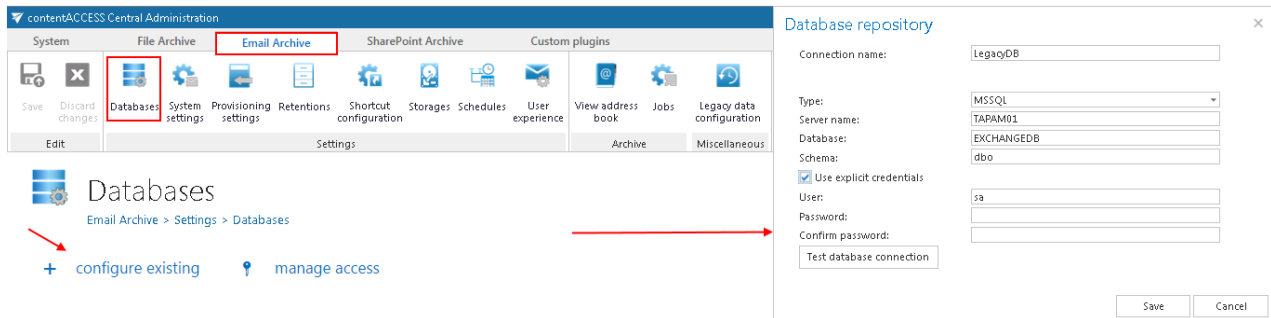 contentACCESS Central Administration
System File Archive Email Archive SharePoint Archive Custom plugins
Save Discard changes Databases System settings Provisioning settings Retentions Shortcut configuration Storages Schedules User experience View address book Jobs Legacy data configuration
Edit Settings Archive Miscellaneous
Databases
Email Archive > Settings > Databases
+ configure existing manage access
Database repository
Connection name: LegacyDB
Type: MSSQL
Server name: TAPAM01
Database: EXCHANGEDB
Schema: dbo
Use explicit credentials
User: sa
Password:
Confirm password:
Test database connection
Save Cancel